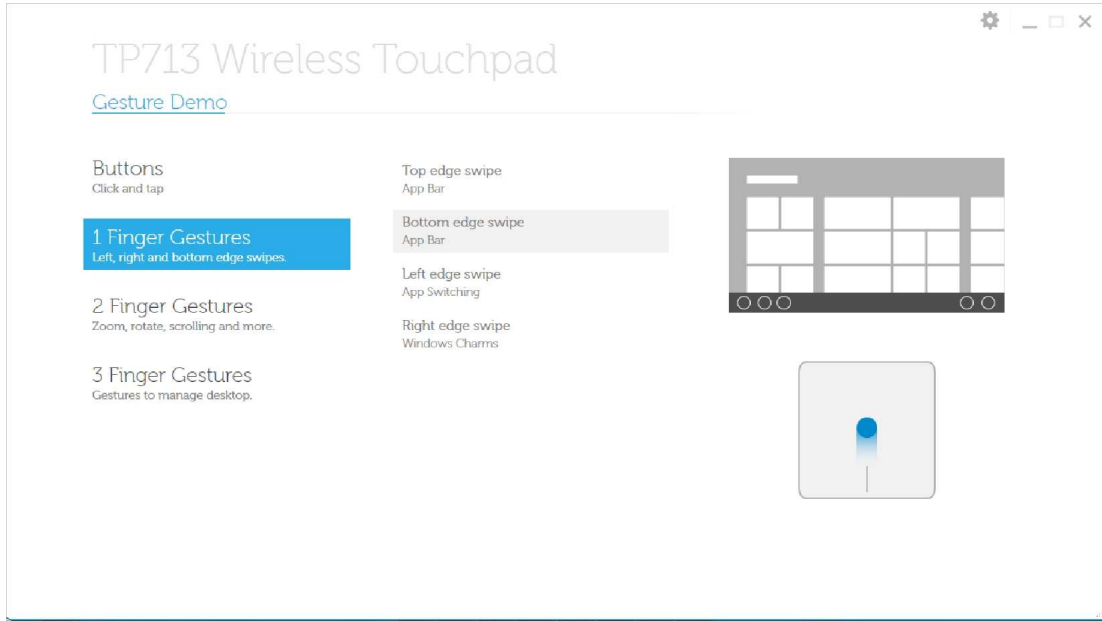 TP713 Wireless Touchpad
Gesture Demo
Buttons
Click and tap
1 Finger Gestures
Left, right and bottom edge swipes.
2 Finger Gestures
Zoom, rotate, scrolling and more.
3 Finger Gestures
Gestures to manage desktop.
Top edge swipe
App Bar
Bottom edge swipe
App Bar
Left edge swipe
App Switching
Right edge swipe
Windows Charms